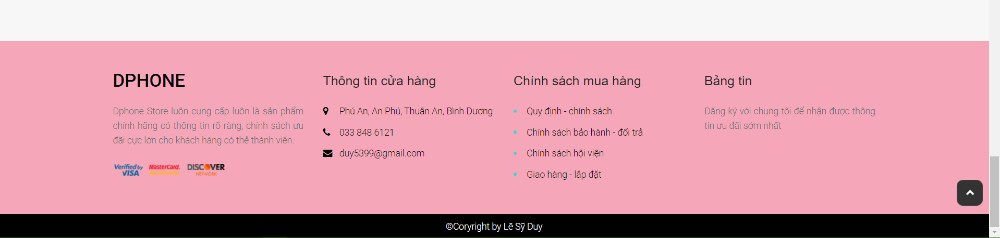 DPHONE
Dphone Store luôn cung cấp luôn là sản phẩm
chính hãng có thông tin rõ ràng, chính sách ưu
đãi cực lớn cho khách hàng có thẻ thành viên.
Verified by
VISA
MasterCard.
SecureCode.
DISCOVER
NETWORK
Thông tin cửa hàng
Phú An, An Phú, Thuận An, Bình Dương
033 848 6121
duy5399@gmail.com
Chính sách mua hàng
Quy định - chính sách
Chính sách bảo hành - đổi trả
Chính sách hội viện
Giao hàng - lắp đặt
Bảng tin
Đăng ký với chung tôi để nhận được thông
tin ưu đãi sớm nhất
©Coryright by Lê Sỹ Duy